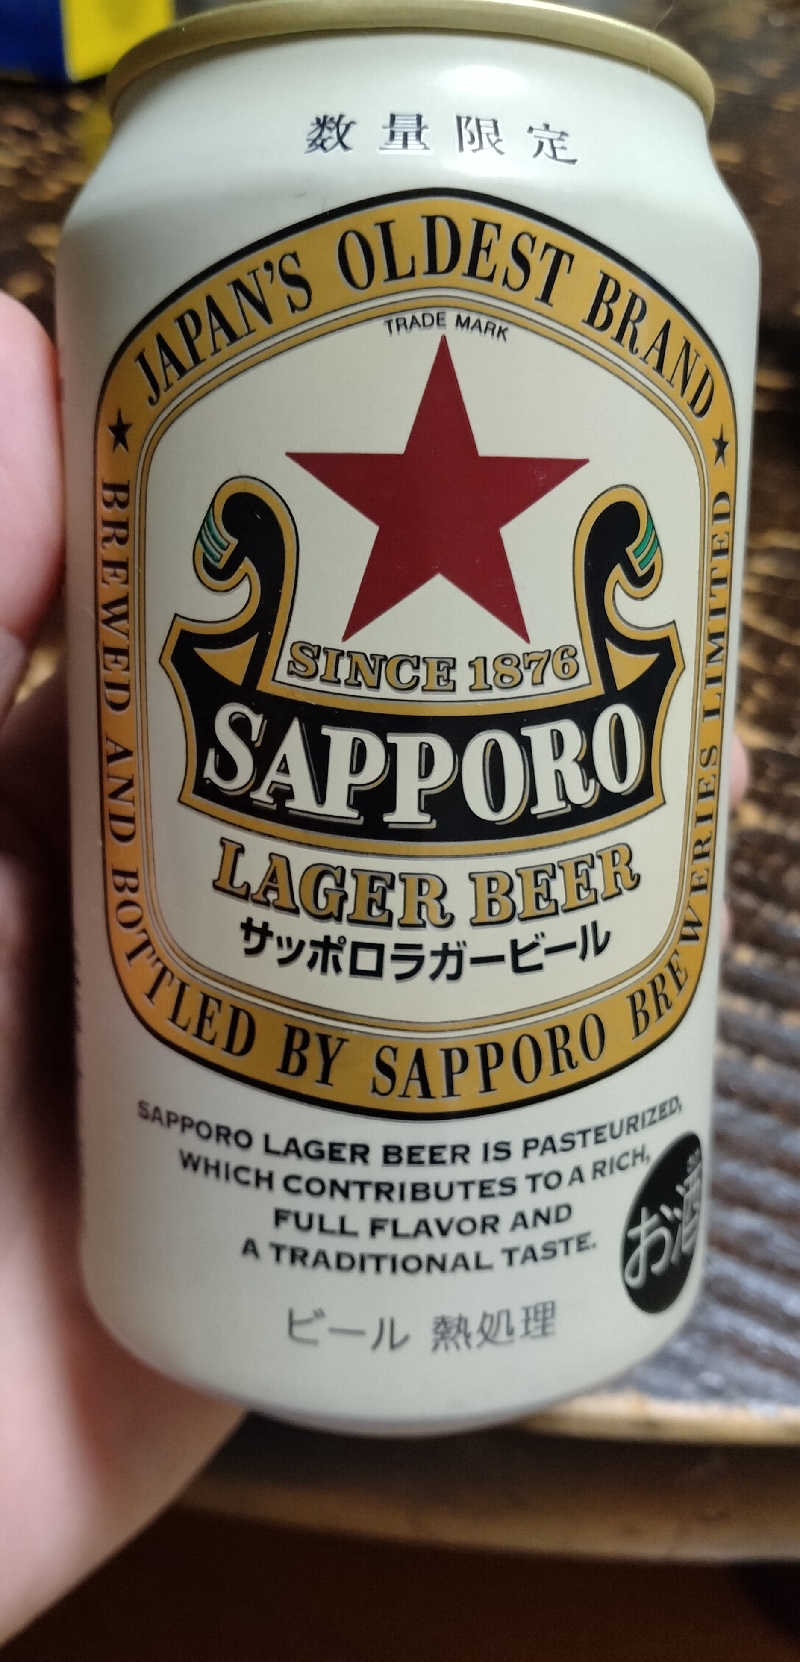 数量限定
JAPAN'S OLDEST BRAND
TRADE MARK
SINCE 1876
SAPPORO
LAGER BEER
サッポロラガービール
BREWED AND BOTTLED BY SAPPORO BREWERIES LIMITED
SAPPORO LAGER BEER IS PASTEURIZED,
WHICH CONTRIBUTES TO A RICH,
FULL FLAVOR AND
A TRADITIONAL TASTE.
お酒
ビール 熱処理